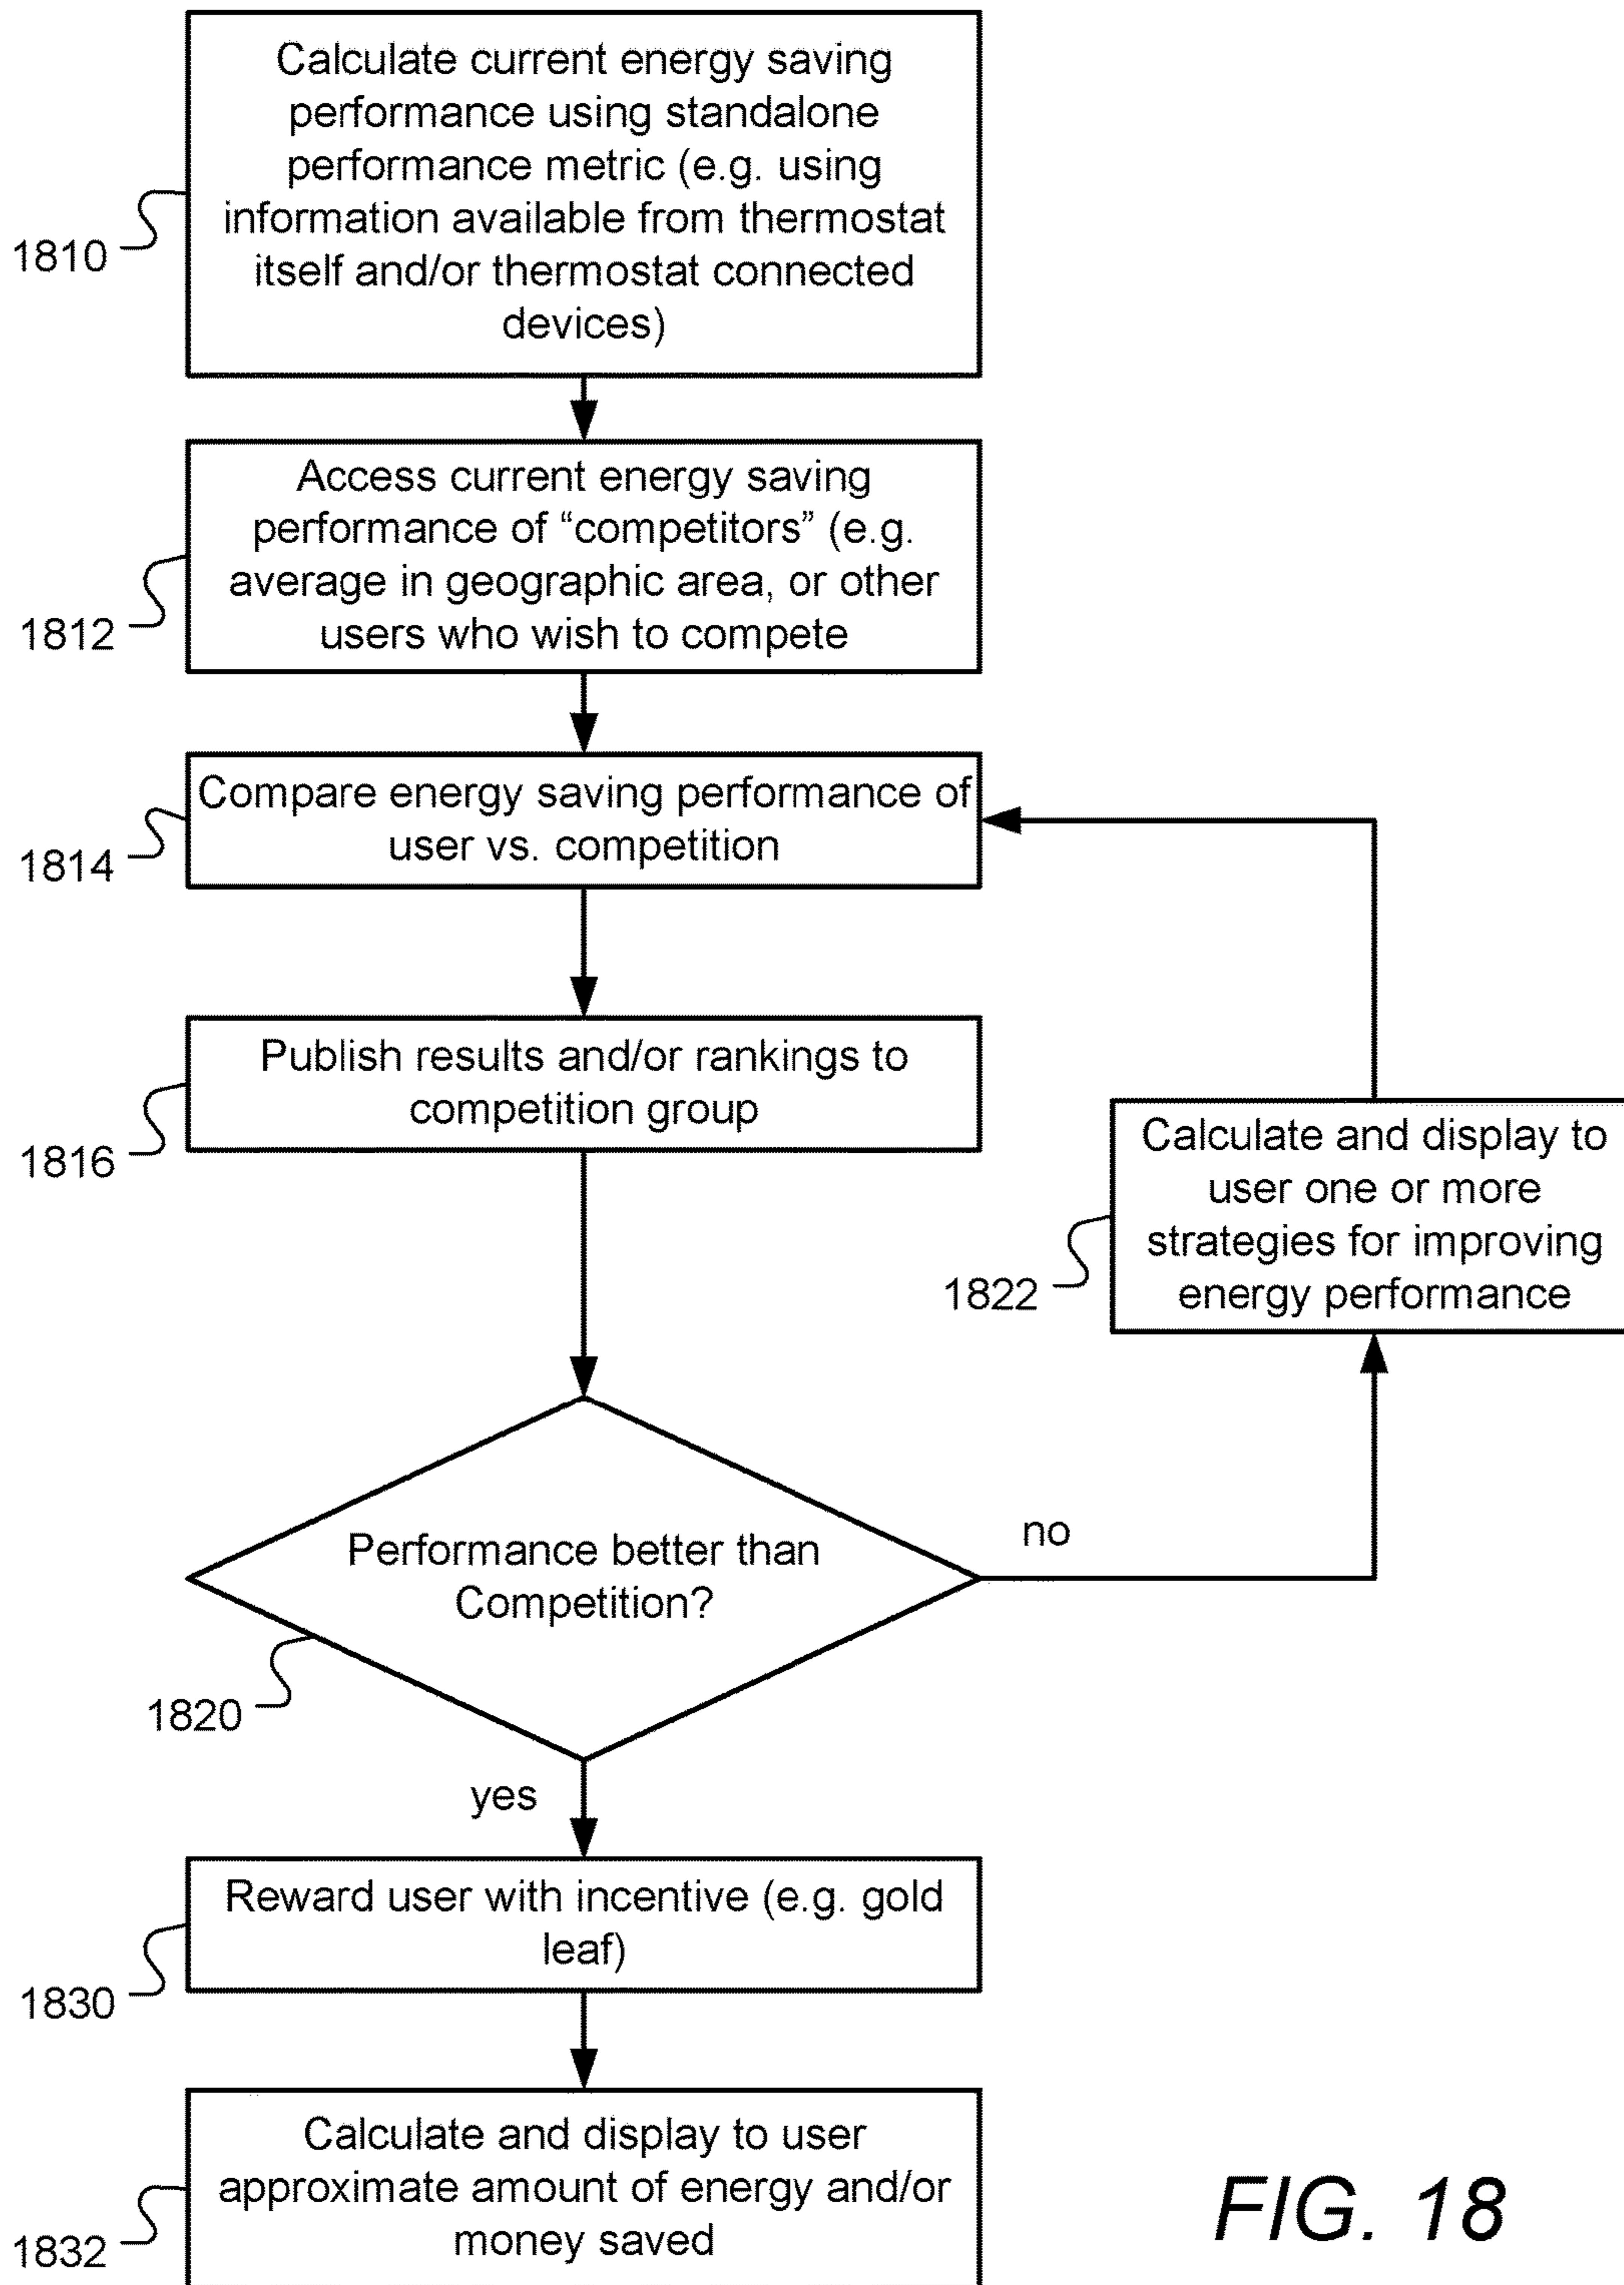 Calculate current energy saving
performance using standalone
performance metric (e.g. using
information available from thermostat
itself and/or thermostat connected
devices)
1810
Access current energy saving
performance of “competitors” (e.g.
average in geographic area, or other
users who wish to compete
1812
Compare energy saving performance of
user vs. competition
1814
Publish results and/or rankings to
competition group
1816
Calculate and display to
user one or more
strategies for improving
energy performance
1822
Performance better than
Competition?
no
1820
yes
Reward user with incentive (e.g. gold
leaf)
1830
Calculate and display to user
approximate amount of energy and/or
money saved
1832
FIG. 18